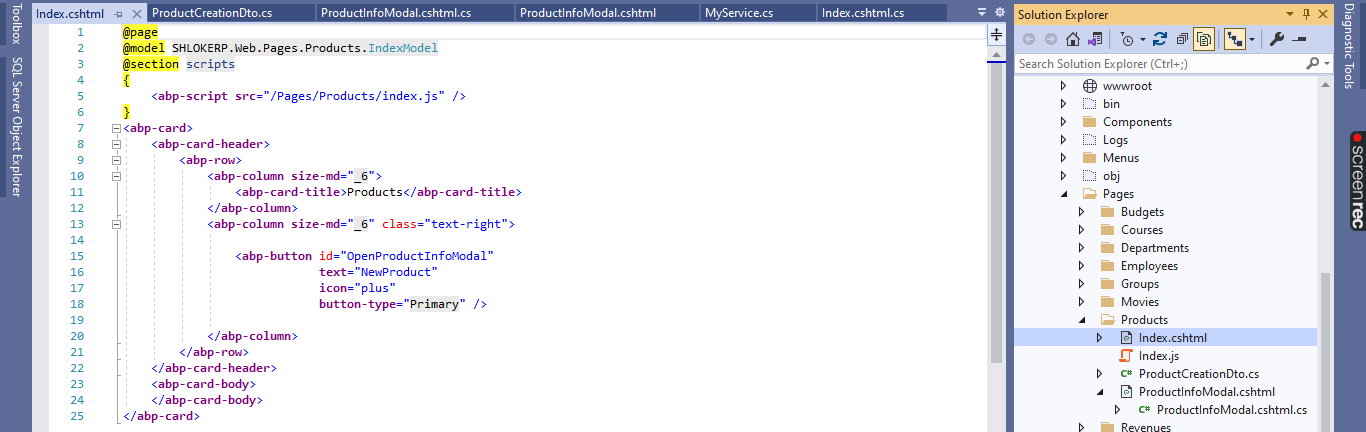 Index.cshtml
ProductCreationDto.cs
ProductInfoModal.cshtml.cs
ProductInfoModal.cshtml
MyService.cs
Index.cshtml.cs
Toolbox
SQL Server Object Explorer
1 @page
2 @model SHLOKERP.Web.Pages.Products.IndexModel
3 @section scripts
4 {
5 <abp-script src="/Pages/Products/index.js" />
6 }
7 <abp-card>
8 <abp-card-header>
9 <abp-row>
10 <abp-column size-md="_6">
11 <abp-card-title>Products</abp-card-title>
12 </abp-column>
13 <abp-column size-md="_6" class="text-right">
14
15 <abp-button id="OpenProductInfoModal"
16 text="NewProduct"
17 icon="plus"
18 button-type="Primary" />
19
20 </abp-column>
21 </abp-row>
22 </abp-card-header>
23 <abp-card-body>
24 </abp-card-body>
25 </abp-card>
Solution Explorer
Search Solution Explorer (Ctrl+;)
wwwroot
bin
Components
Logs
Menus
obj
Pages
Budgets
Courses
Departments
Employees
Groups
Movies
Products
Index.cshtml
Index.js
C# ProductCreationDto.cs
ProductInfoModal.cshtml
C# ProductInfoModal.cshtml.cs
Revenues
Diagnostic Tools
screenrec